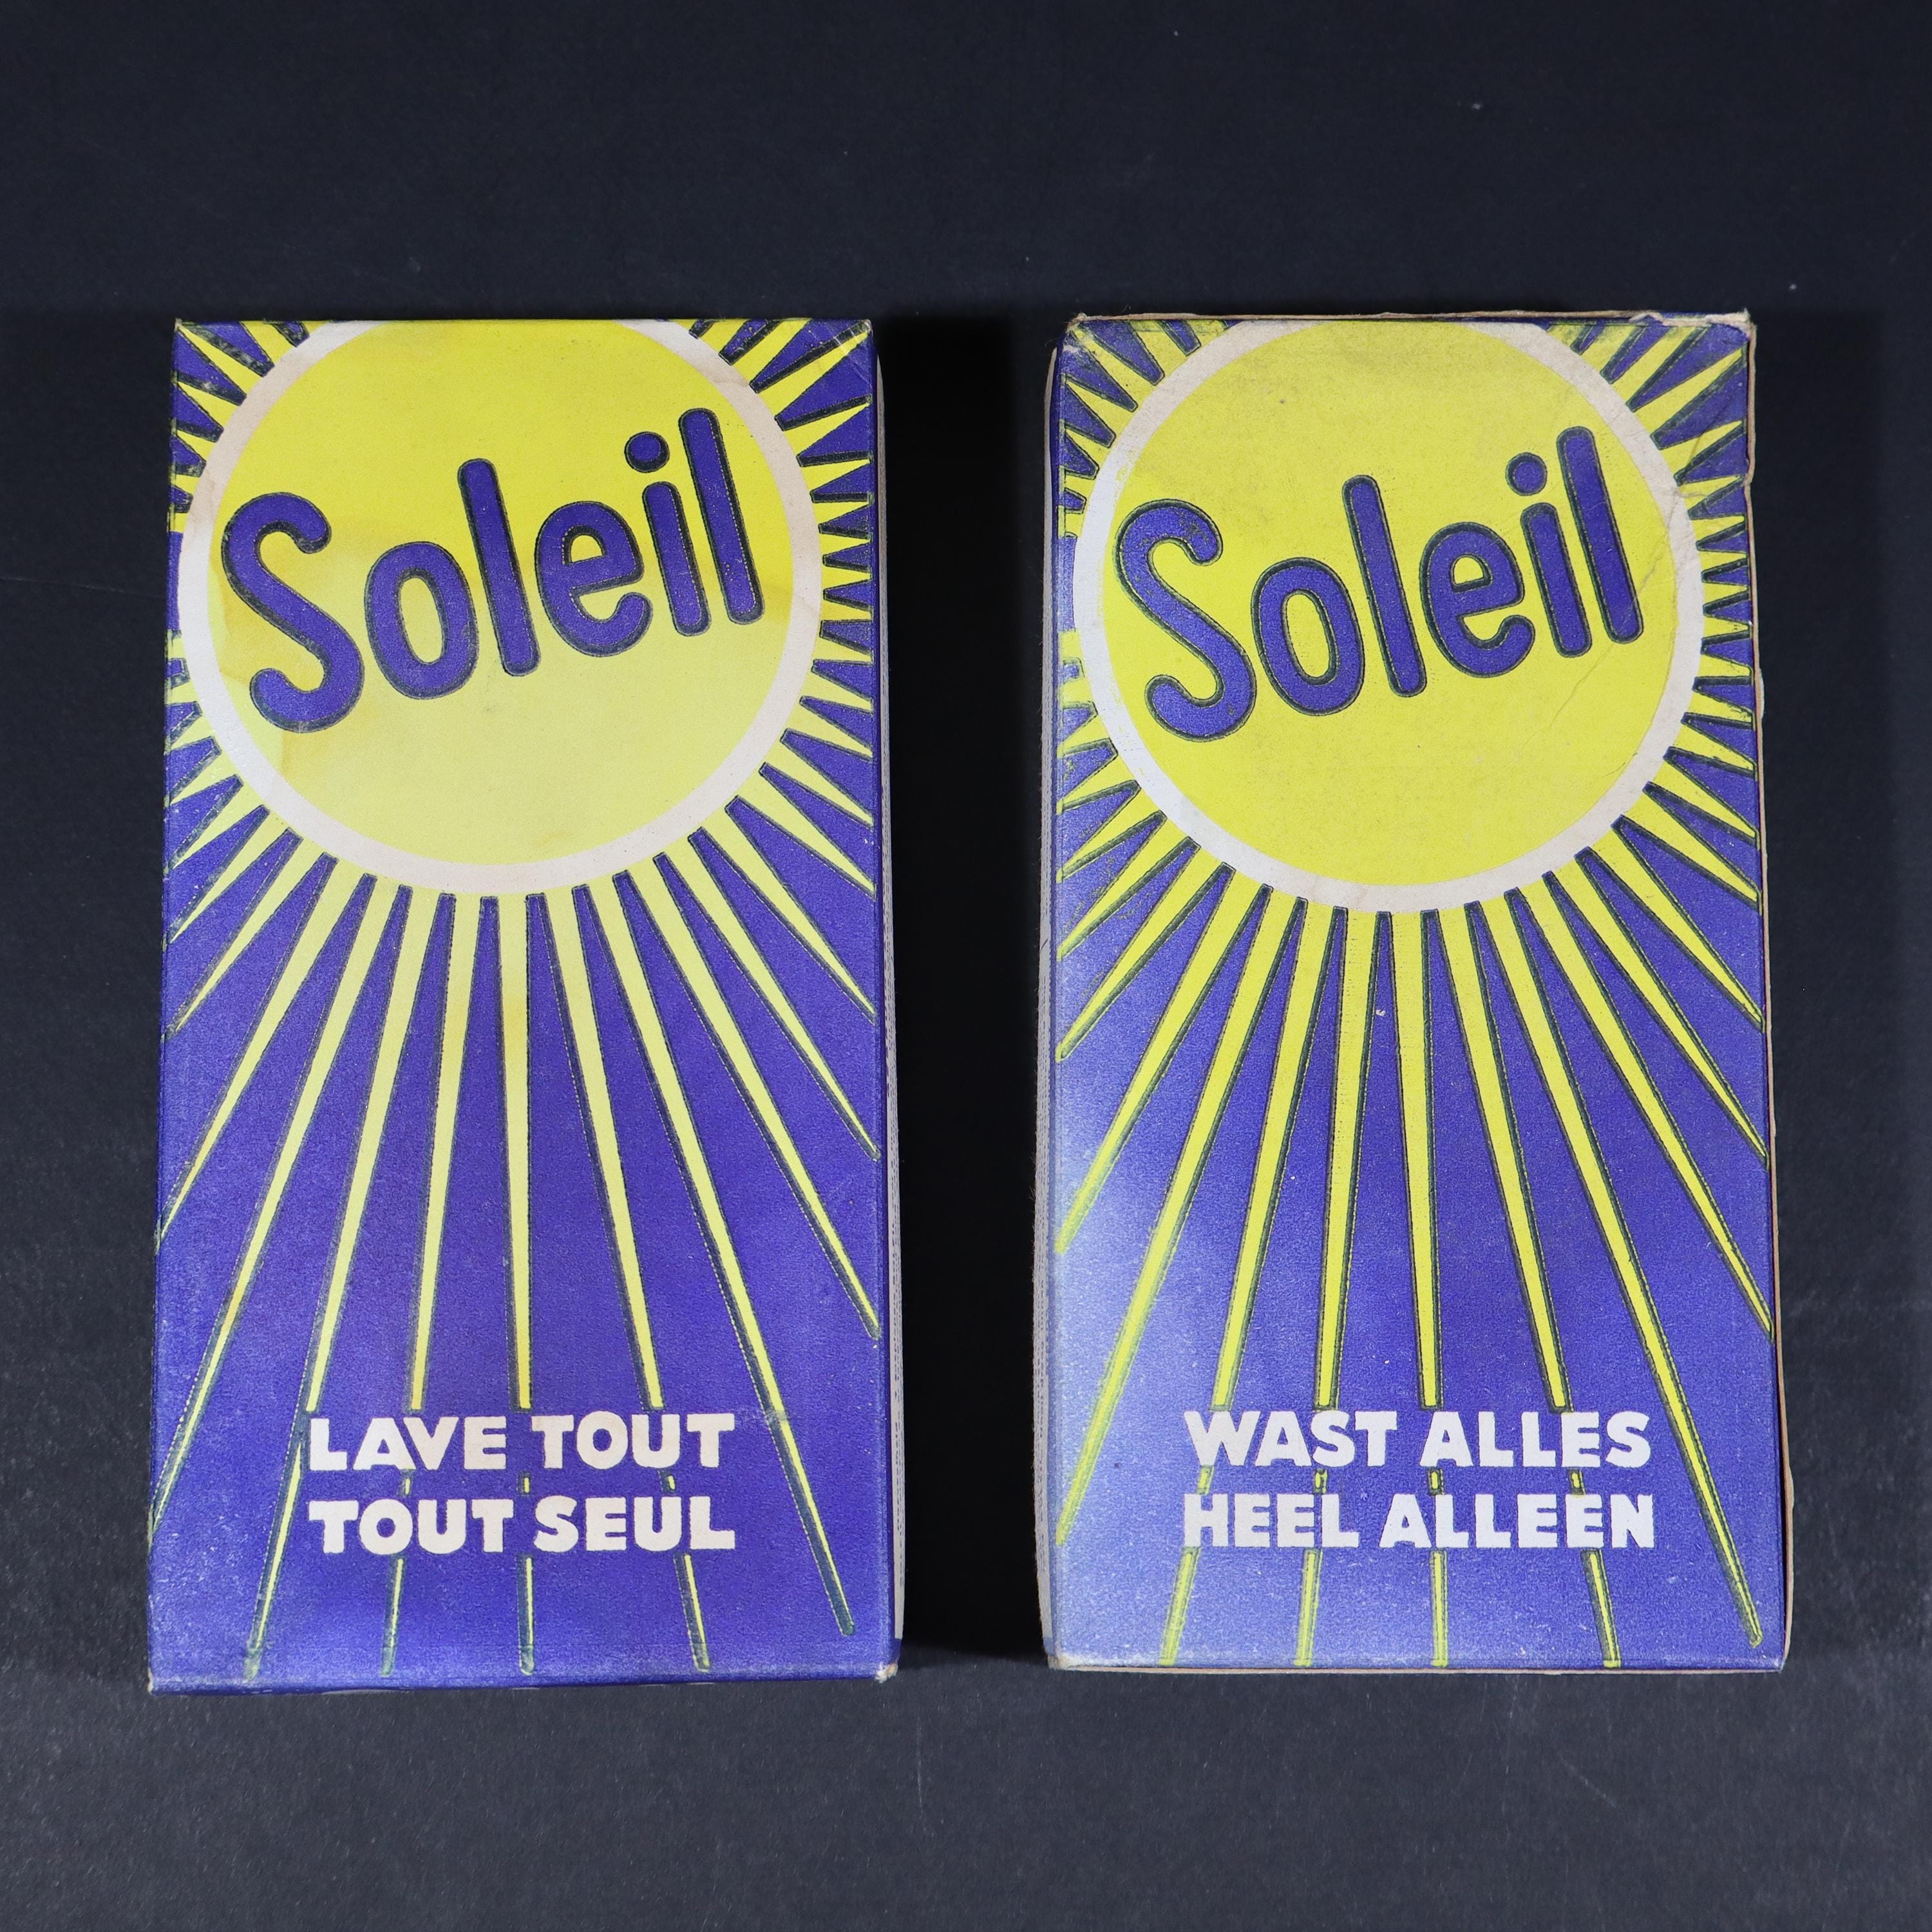 Soleil
LAVE TOUT
TOUT SEUL
Soleil
WAST ALLES
HEEL ALLEEN